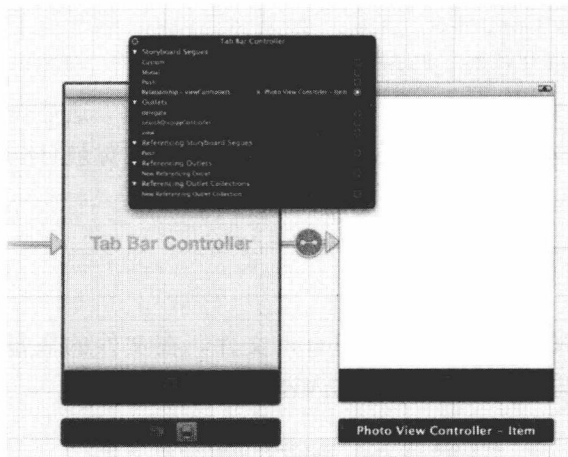 Tab Bar Controller
Storyboard Segues
Custom
Modal
Push
Relationship - viewControllers Photo View Controller - Item
Outlets
delegate
searchDisplayController
view
Referencing Storyboard Segues
Push
Referencing Outlets
New Referencing Outlet
Referencing Outlet Collections
New Referencing Outlet Collection
Tab Bar Controller
Photo View Controller - Item